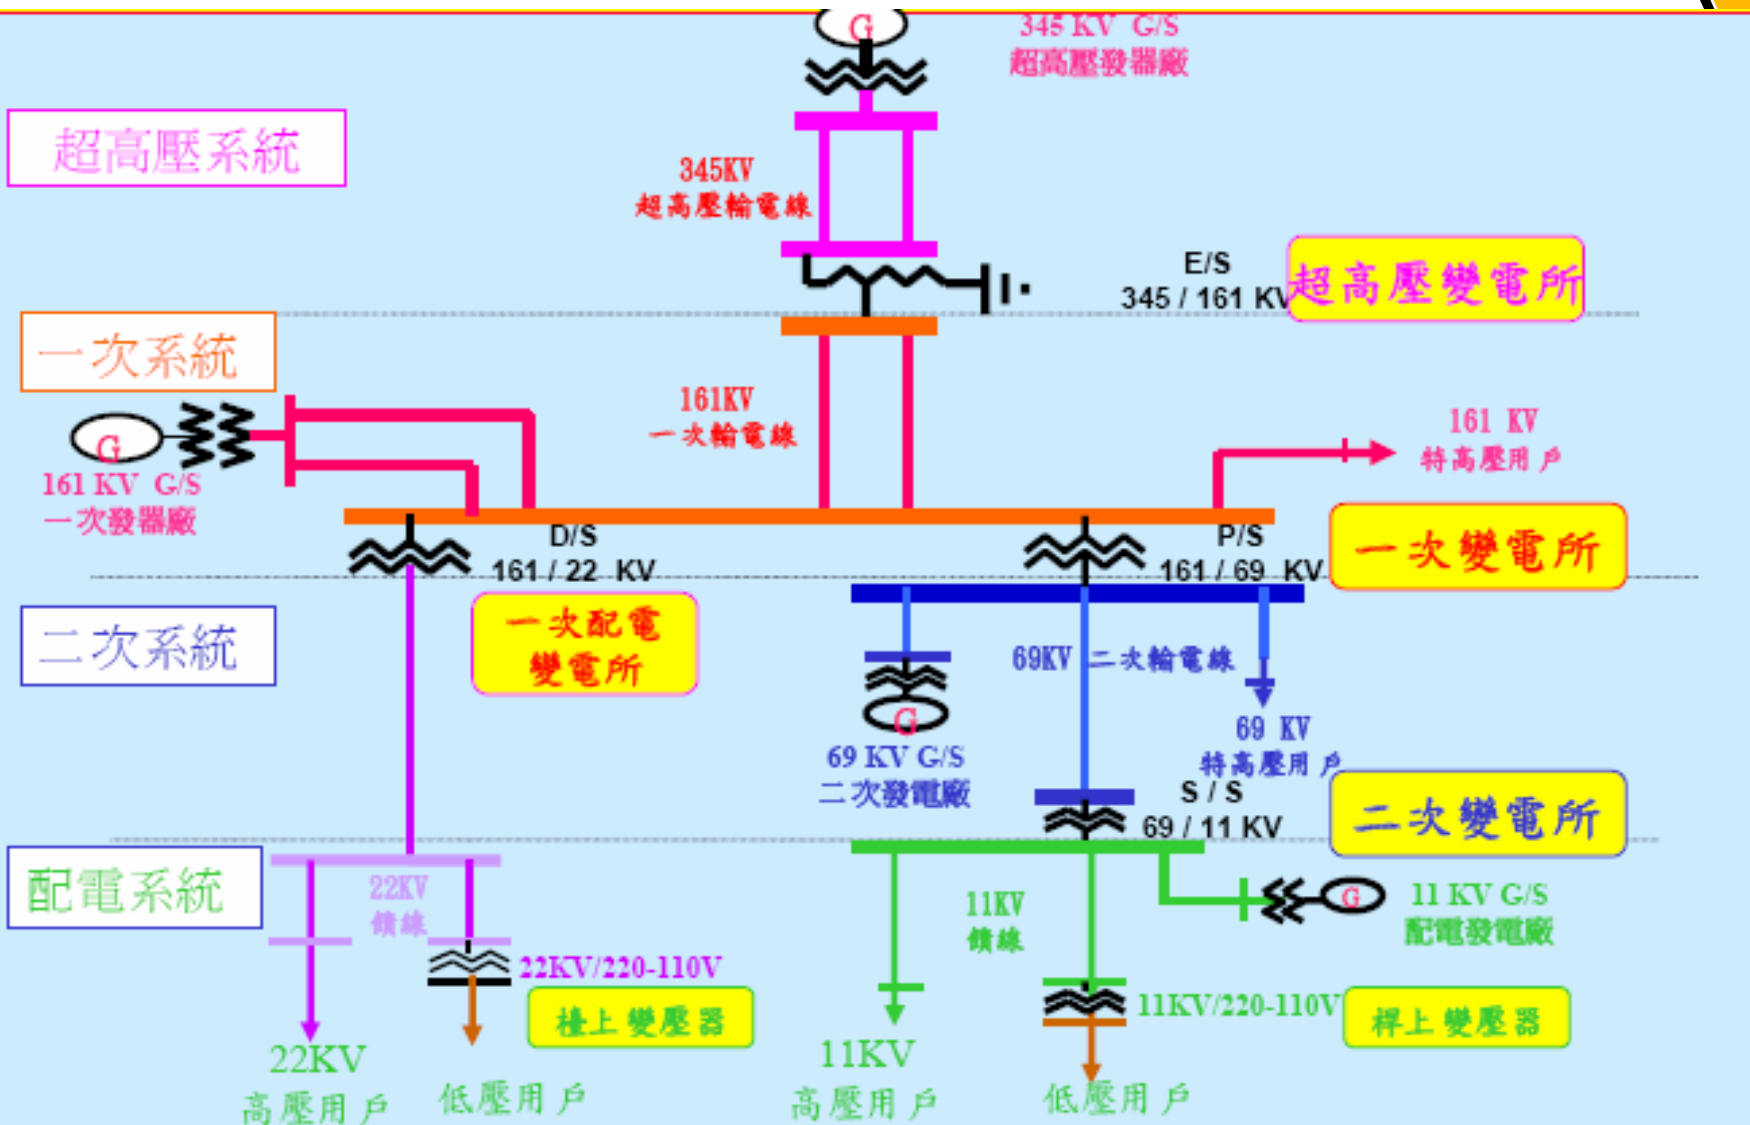 G
345 KV G/S
超高壓發器廠
超高壓系統
345KV
超高壓輸電線
E/S
345 / 161 KV
超高壓變電所
一次系統
161KV
一次輸電線
G
161 KV G/S
一次發器廠
161 KV
特高壓用戶
D/S
161 / 22 KV
P/S
161 / 69 KV
一次變電所
一次配電
變電所
二次系統
69KV 二次輸電線
G
69 KV G/S
二次發電廠
69 KV
特高壓用戶
S / S
69 / 11 KV
二次變電所
配電系統
22KV
饋線
11KV
饋線
G
11 KV G/S
配電發電廠
22KV/220-110V
檯上變壓器
11KV/220-110V
桿上變壓器
22KV
高壓用戶
低壓用戶
11KV
高壓用戶
低壓用戶